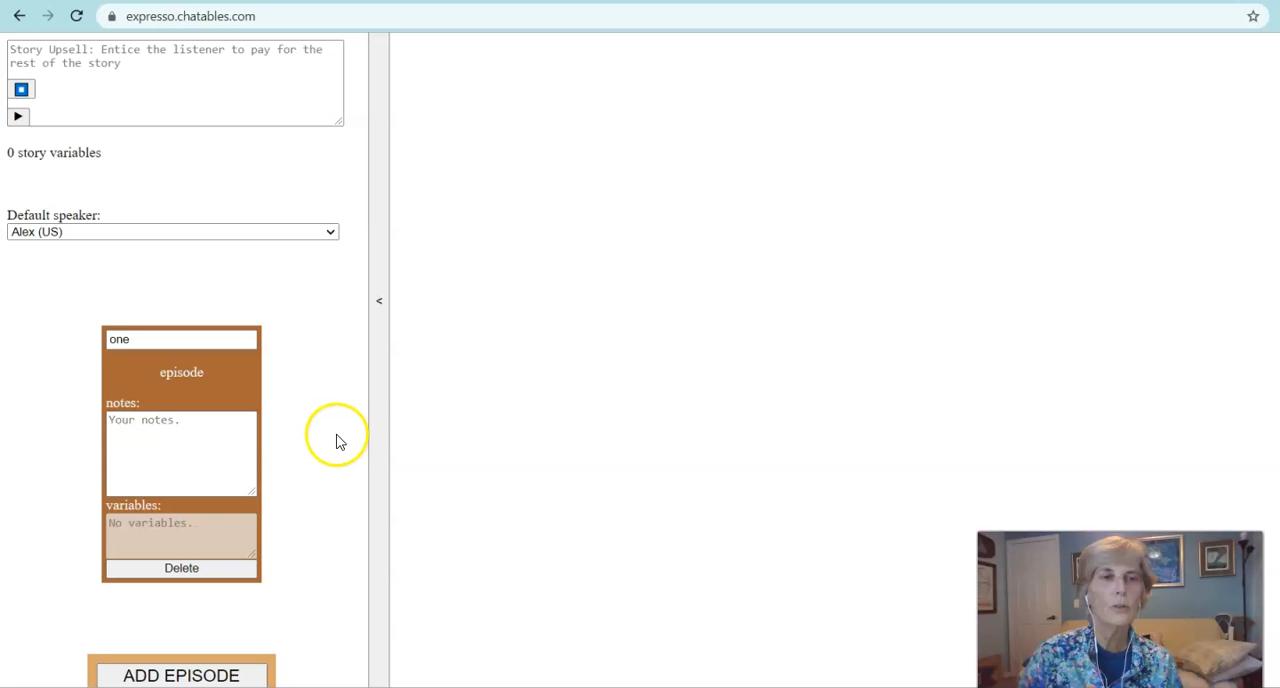 expresso.chatables.com
Story Upsell: Entice the listener to pay for the
rest of the story
0 story variables
Default speaker:
Alex (US)
<
one
episode
notes:
Your notes.
variables:
No variables.
Delete
ADD EPISODE